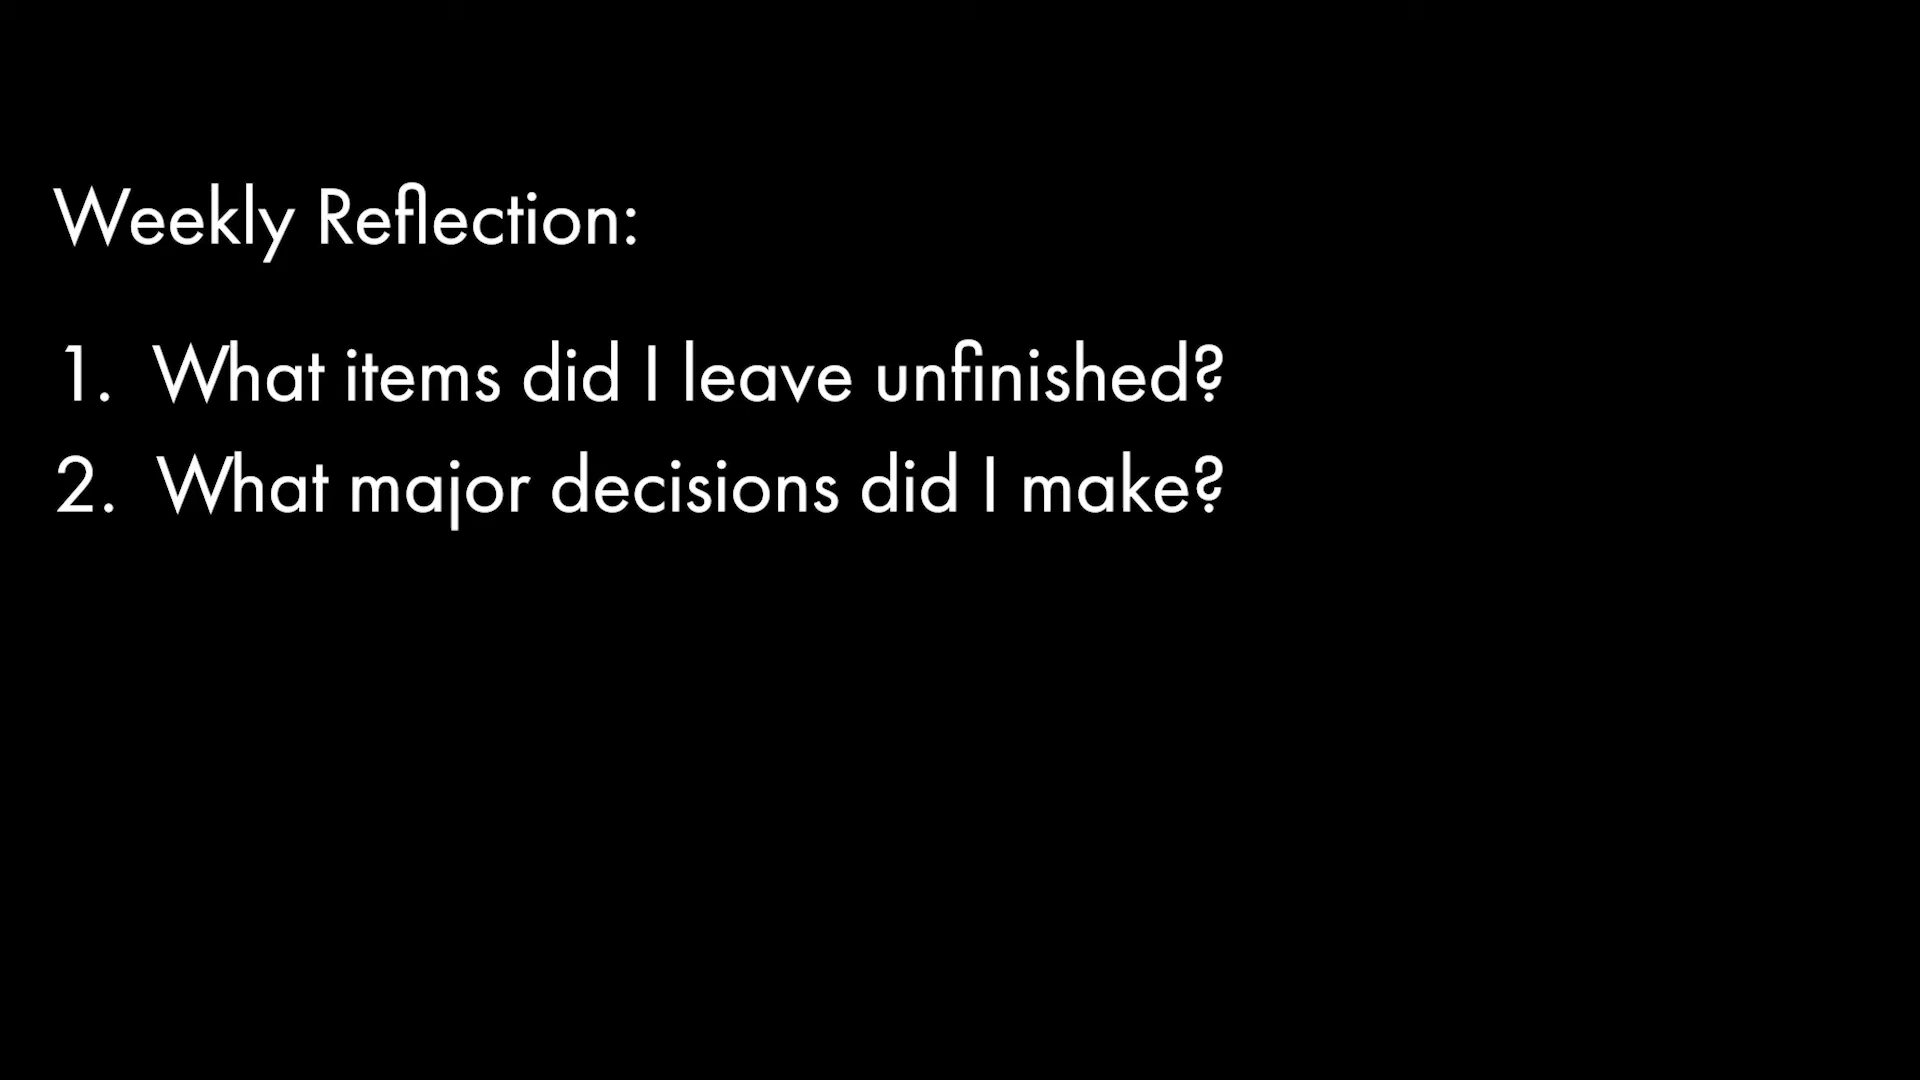 Weekly Reflection:
1. What items did I leave unfinished?
2. What major decisions did I make?